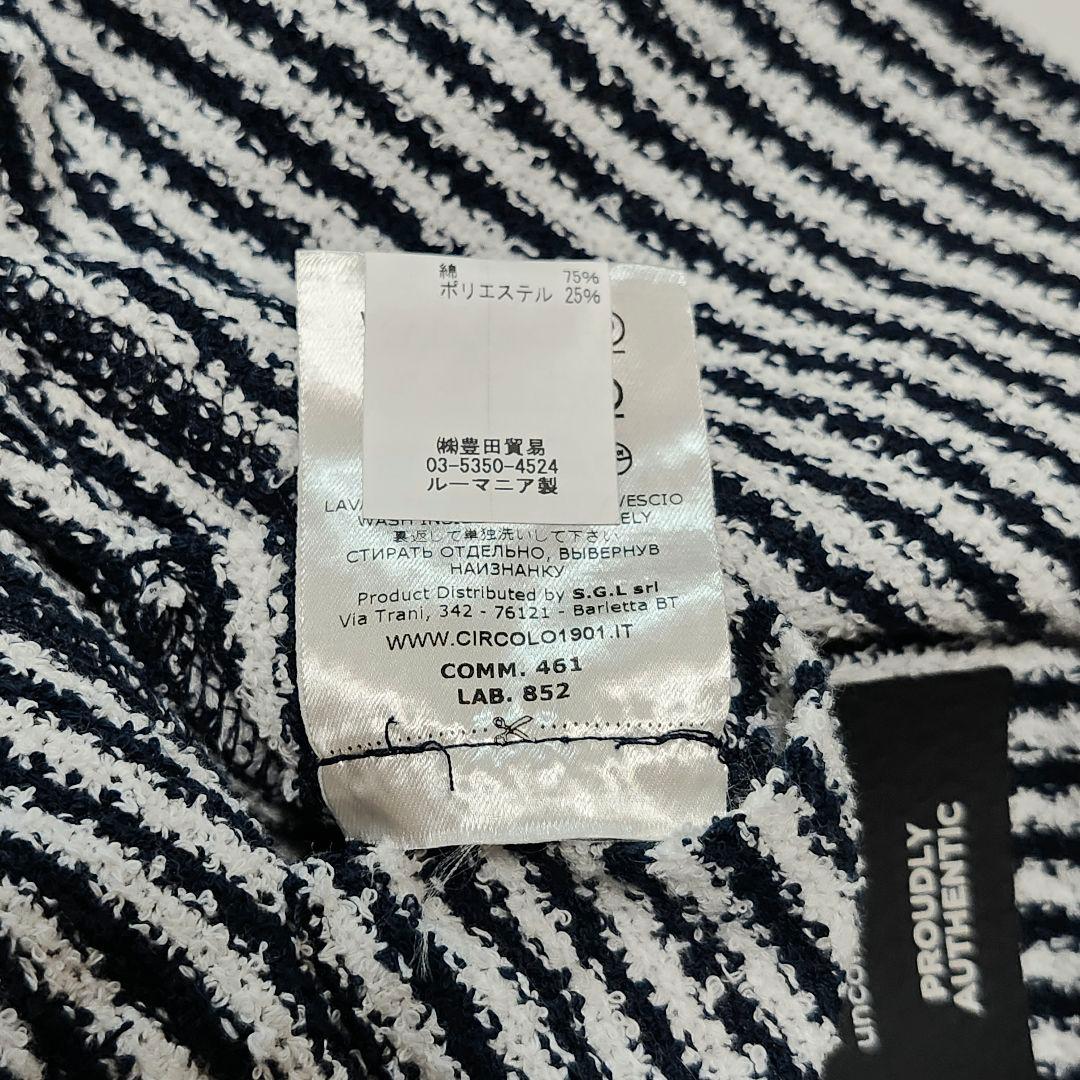 綿 75%
ポリエステル 25%
㈱豊田貿易
03-5350-4524
ルーマニア製
VESCIO
WASH
裏返して単独洗いして下さい
СТИРАТЬ ОТДЕЛЬНО, ВЫВЕРНУВ
НАИЗНАНКУ
Product Distributed by S.G.L srl
Via Trani, 342 - 76121 - Barletta BT
WWW.CIRCOLO1901.IT
COMM. 461
LAB. 852
PROUDLY
AUTHENTIC